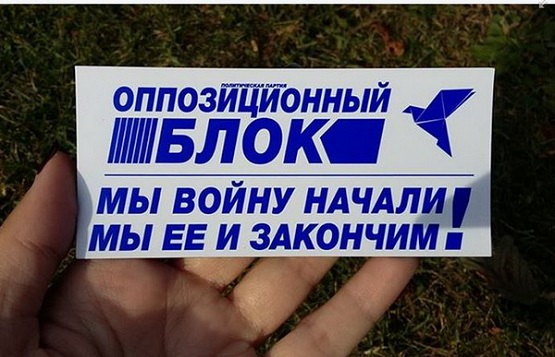 ПОЛИТИЧЕСКАЯ ПАРТИЯ
ОППОЗИЦИОННЫЙ
БЛОК
МЫ ВОЙНУ НАЧАЛИ
МЫ ЕЕ И ЗАКОНЧИМ!